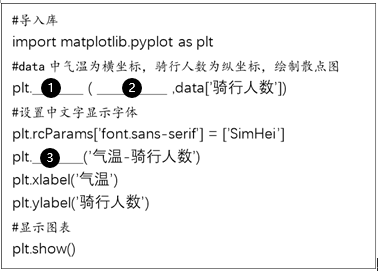 #导入库
import matplotlib.pyplot as plt
#data 中气温为横坐标，骑行人数为纵坐标，绘制散点图
plt.__1__ ( __2__ ,data['骑行人数'])
#设置中文字显示字体
plt.rcParams['font.sans-serif'] = ['SimHei']
plt.__3__('气温-骑行人数')
plt.xlabel('气温')
plt.ylabel('骑行人数')
#显示图表
plt.show()